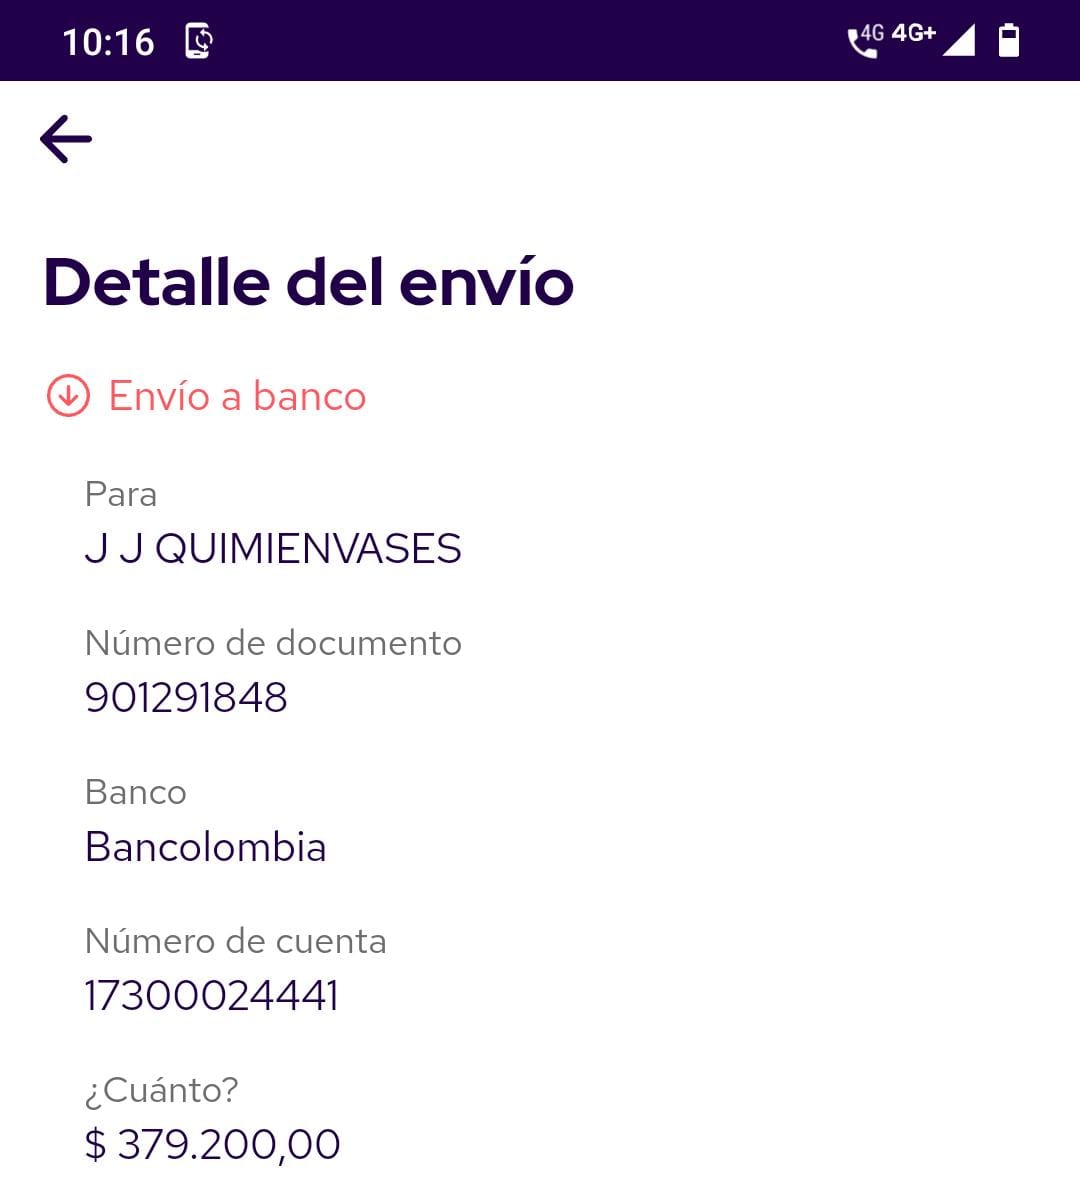 10:16
4G 4G+
Detalle del envío
Envío a banco
Para
J J QUIMIENVASES
Número de documento
901291848
Banco
Bancolombia
Número de cuenta
17300024441
¿Cuánto?
$ 379.200,00